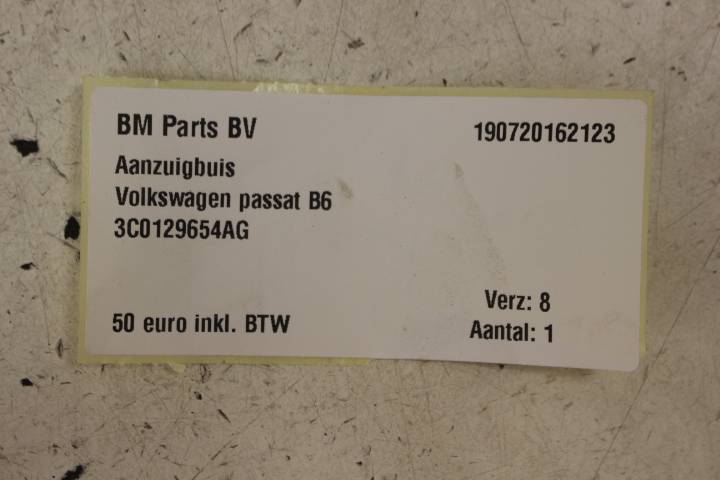 BM Parts BV 190720162123
Aanzuigbuis
Volkswagen passat B6
3C0129654AG
Verz: 8
50 euro inkl. BTW Aantal: 1